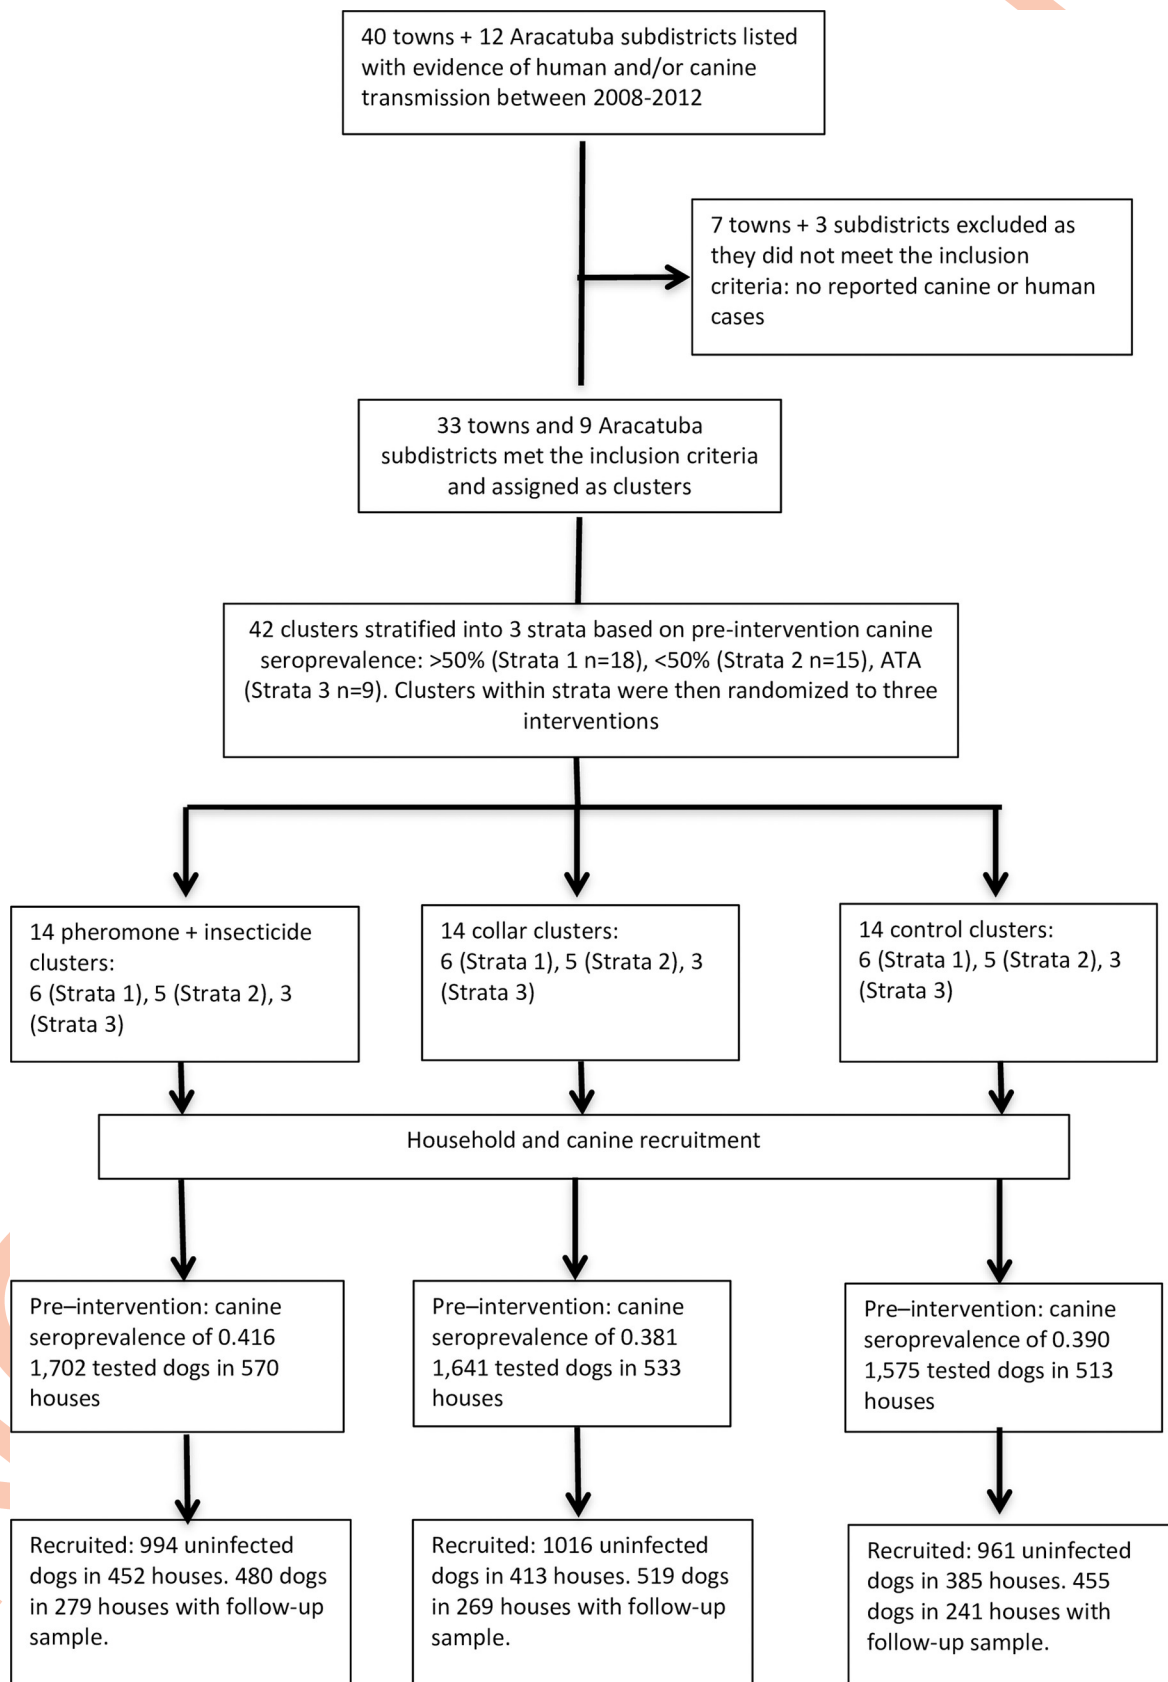 40 towns + 12 Aracatuba subdistricts listed
with evidence of human and/or canine
transmission between 2008-2012
7 towns + 3 subdistricts excluded as
they did not meet the inclusion
criteria: no reported canine or human
cases
33 towns and 9 Aracatuba
subdistricts met the inclusion criteria
and assigned as clusters
42 clusters stratified into 3 strata based on pre-intervention canine
seroprevalence: >50% (Strata 1 n=18), <50% (Strata 2 n=15), ATA
(Strata 3 n=9). Clusters within strata were then randomized to three
interventions
14 pheromone + insecticide
clusters:
6 (Strata 1), 5 (Strata 2), 3
(Strata 3)
14 collar clusters:
6 (Strata 1), 5 (Strata 2), 3
(Strata 3)
14 control clusters:
6 (Strata 1), 5 (Strata 2), 3
(Strata 3)
Household and canine recruitment
Pre–intervention: canine
seroprevalence of 0.416
1,702 tested dogs in 570
houses
Pre–intervention: canine
seroprevalence of 0.381
1,641 tested dogs in 533
houses
Pre–intervention: canine
seroprevalence of 0.390
1,575 tested dogs in 513
houses
Recruited: 994 uninfected
dogs in 452 houses. 480 dogs
in 279 houses with follow-up
sample.
Recruited: 1016 uninfected
dogs in 413 houses. 519 dogs
in 269 houses with follow-up
sample.
Recruited: 961 uninfected
dogs in 385 houses. 455
dogs in 241 houses with
follow-up sample.